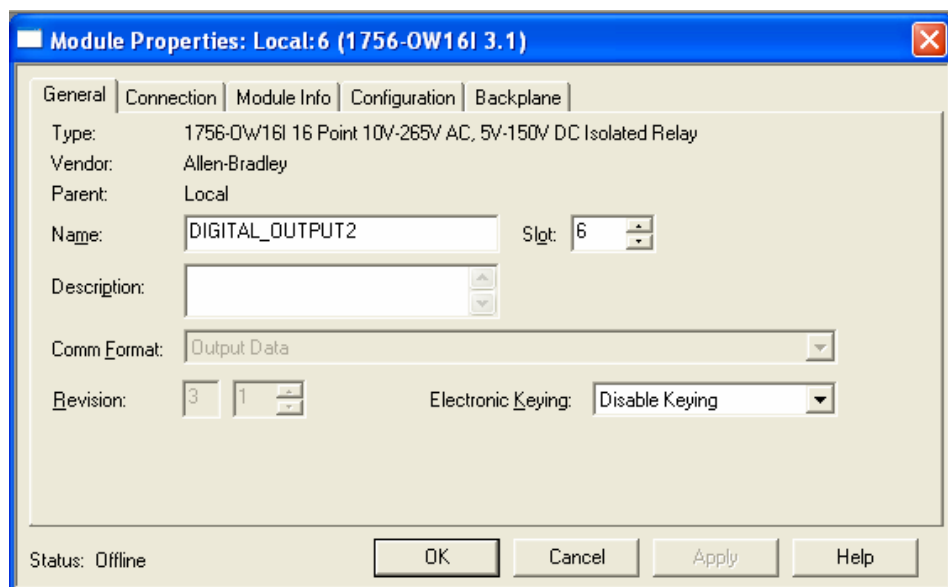 Module Properties: Local:6 (1756-OW16I 3.1)
General Connection Module Info Configuration Backplane
Type: 1756-OW16I 16 Point 10V-265V AC, 5V-150V DC Isolated Relay
Vendor: Allen-Bradley
Parent: Local
Name: DIGITAL_OUTPUT2 Slot: 6
Description:
Comm Format: Output Data
Revision: 3 1 Electronic Keying: Disable Keying
Status: Offline OK Cancel Apply Help